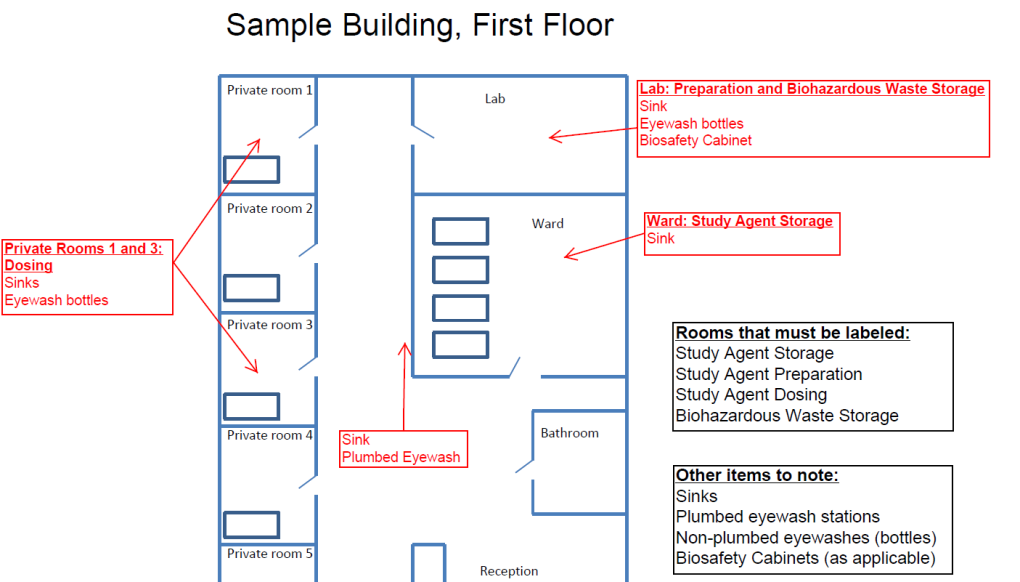 Sample Building, First Floor
Private room 1
Lab
Lab: Preparation and Biohazardous Waste Storage
Sink
Eyewash bottles
Biosafety Cabinet
Private room 2
Ward
Ward: Study Agent Storage
Sink
Private Rooms 1 and 3:
Dosing
Sinks
Eyewash bottles
Private room 3
Rooms that must be labeled:
Study Agent Storage
Study Agent Preparation
Study Agent Dosing
Biohazardous Waste Storage
Private room 4
Sink
Plumbed Eyewash
Bathroom
Other items to note:
Sinks
Plumbed eyewash stations
Non-plumbed eyewashes (bottles)
Biosafety Cabinets (as applicable)
Private room 5
Reception